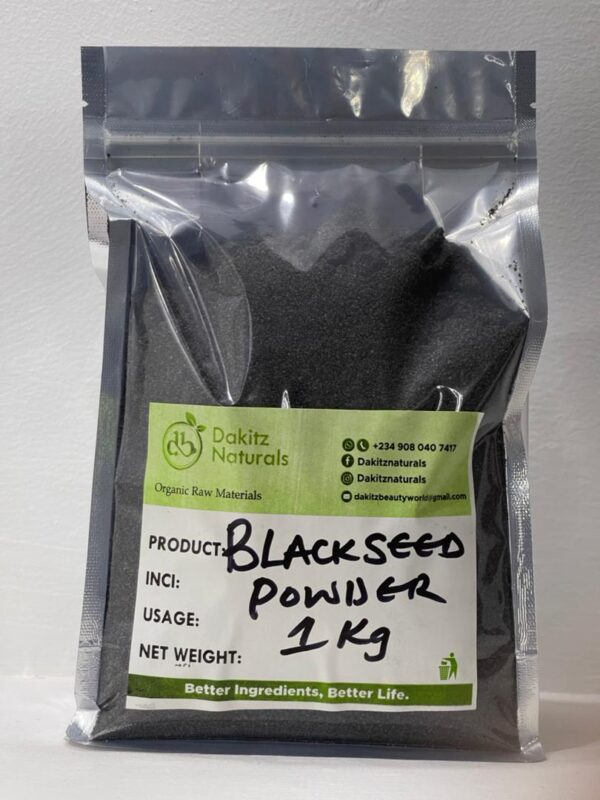 Dakitz
Naturals
Organic Raw Materials
+234 908 040 7417
Dakitznaturals
Dakitznaturals
dakitzbeautyworld@gmail.com
PRODUCT: BLACKSEED
INCI: POWDER
USAGE: 1 Kg
NET WEIGHT:
Better Ingredients, Better Life.